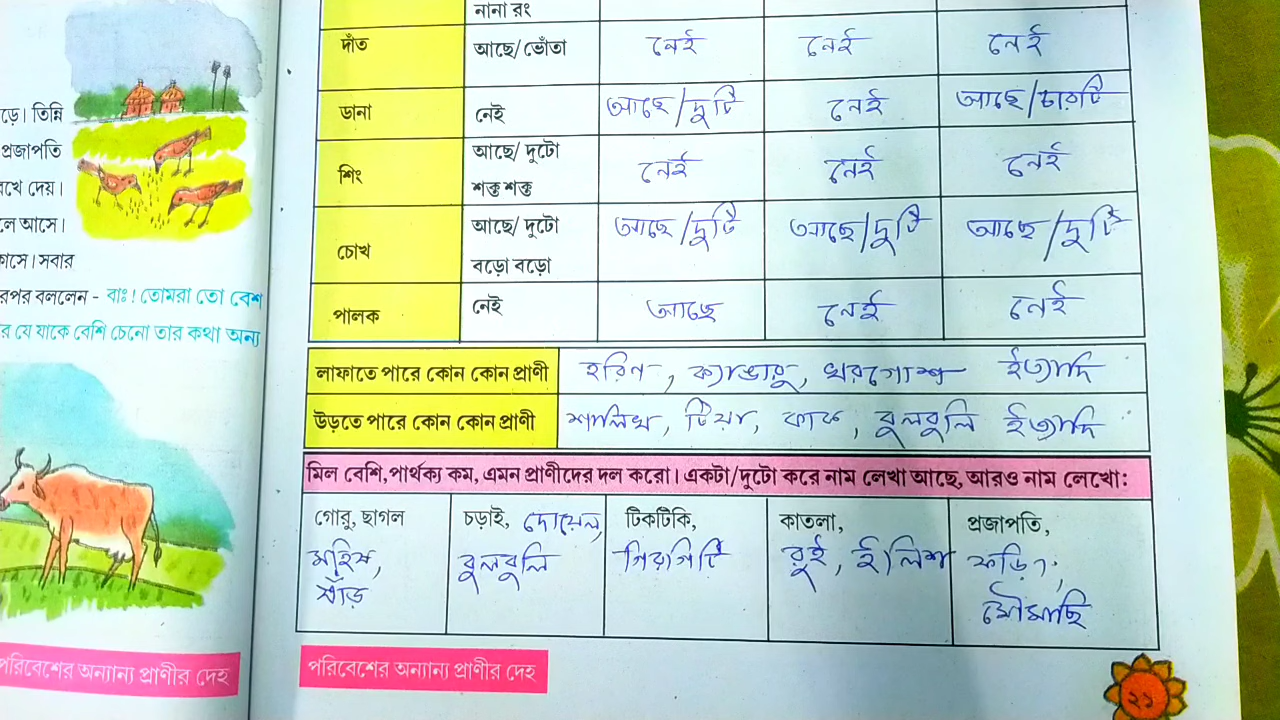 ড়ে। তিন্নি
প্রজাপতি
রখে দেয়।
লে আসে।
কাসে। সবার
রপর বললেন - বাঃ! তোমরা তো বেশ
র যে যাকে বেশি চেনো তার কথা অন্য
পরিবেশের অন্যান্য প্রাণীর দেহ
নানা রং
দাঁত আছে/ ভোঁতা নেই নেই নেই
ডানা নেই আছে/দুটি নেই আছে/চারটি
শিং আছে/ দুটো শক্ত শক্ত নেই নেই নেই
চোখ আছে/ দুটো বড়ো বড়ো আছে/দুটি আছে/দুটি আছে/দুটি
পালক নেই আছে নেই নেই
লাফাতে পারে কোন কোন প্রাণী হরিণ, ক্যাঙারু, খরগোশ ইত্যাদি
উড়তে পারে কোন কোন প্রাণী শালিখ, টিয়া, কাক, বুলবুলি ইত্যাদি
মিল বেশি, পার্থক্য কম, এমন প্রাণীদের দল করো। একটা/দুটো করে নাম লেখা আছে, আরও নাম লেখো:
গোরু, ছাগল চড়াই, দোয়েল, টিকটিকি, কাতলা, প্রজাপতি,
মহিষ, বুলবুলি গিরগিটি রুই, ইলিশ ফড়িং,
ষাঁড় মৌমাছি
পরিবেশের অন্যান্য প্রাণীর দেহ
২১